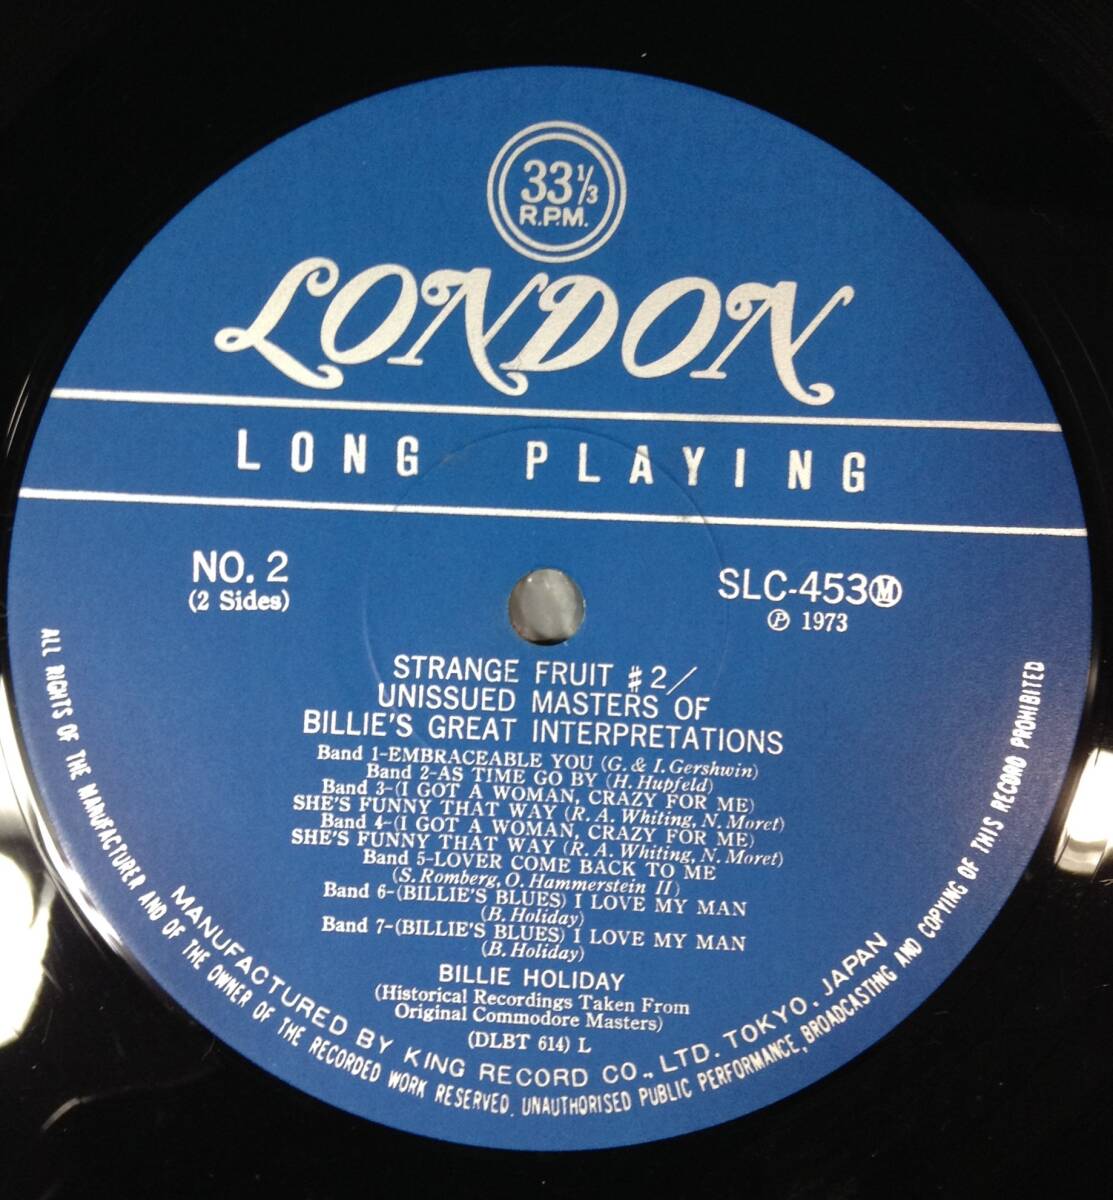 33⅓
R.P.M.
LONDON
LONG PLAYING
NO. 2
(2 Sides)
SLC-453Ⓜ
℗ 1973
STRANGE FRUIT #2/
UNISSUED MASTERS OF
BILLIE'S GREAT INTERPRETATIONS
Band 1-EMBRACEABLE YOU (G. & I. Gershwin)
Band 2-AS TIME GO BY (H. Hupfeld)
Band 3-(I GOT A WOMAN, CRAZY FOR ME)
SHE'S FUNNY THAT WAY (R. A. Whiting, N. Moret)
Band 4-(I GOT A WOMAN, CRAZY FOR ME)
SHE'S FUNNY THAT WAY (R. A. Whiting, N. Moret)
Band 5-LOVER COME BACK TO ME
(S. Romberg, O. Hammerstein II)
Band 6-(BILLIE'S BLUES) I LOVE MY MAN
(B. Holiday)
Band 7-(BILLIE'S BLUES) I LOVE MY MAN
(B. Holiday)
BILLIE HOLIDAY
(Historical Recordings Taken From
Original Commodore Masters)
(DLBT 614) L
MANUFACTURED BY KING RECORD CO., LTD. TOKYO. JAPAN
ALL RIGHTS OF THE MANUFACTURER AND OF THE OWNER OF THE RECORDED WORK RESERVED. UNAUTHORISED PUBLIC PERFORMANCE, BROADCASTING AND COPYING OF THIS RECORD PROHIBITED